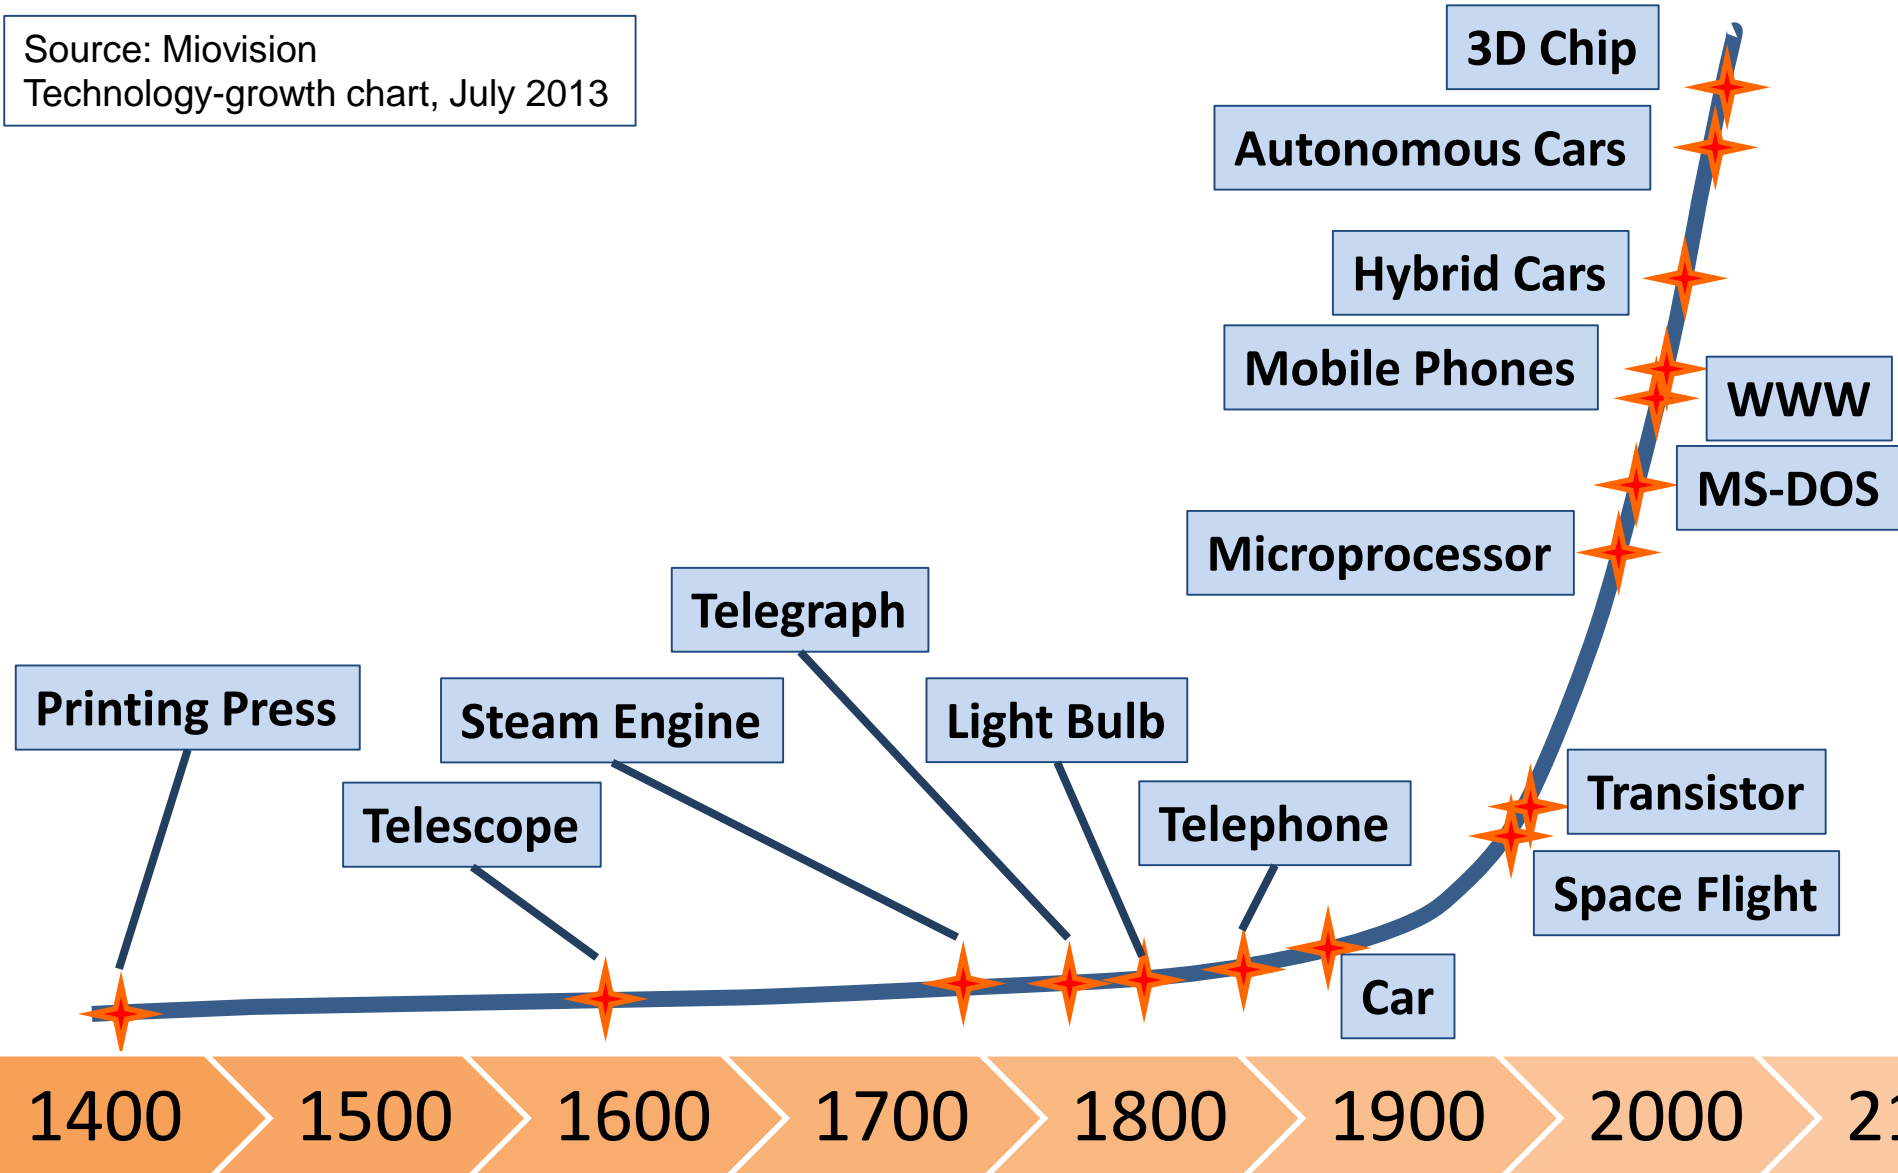 Source: Miovision
Technology-growth chart, July 2013
3D Chip
Autonomous Cars
Hybrid Cars
Mobile Phones
WWW
MS-DOS
Microprocessor
Telegraph
Printing Press
Steam Engine
Light Bulb
Telescope
Telephone
Transistor
Space Flight
Car
1400
1500
1600
1700
1800
1900
2000